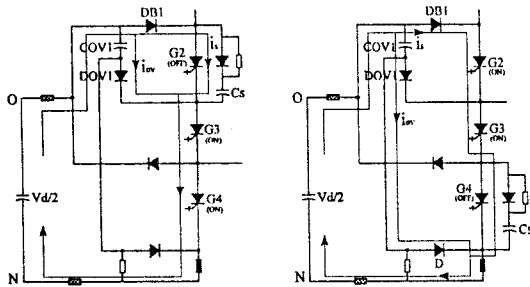 DB1
COV1
DOV1
iov
is
G2
(OFF)
Cs
O
G3
(ON)
Vd/2
G4
(ON)
N
DB1
COV1
is
DOV1
G2
(ON)
O
iov
G3
(ON)
Vd/2
G4
(OFF)
Cs
D
N